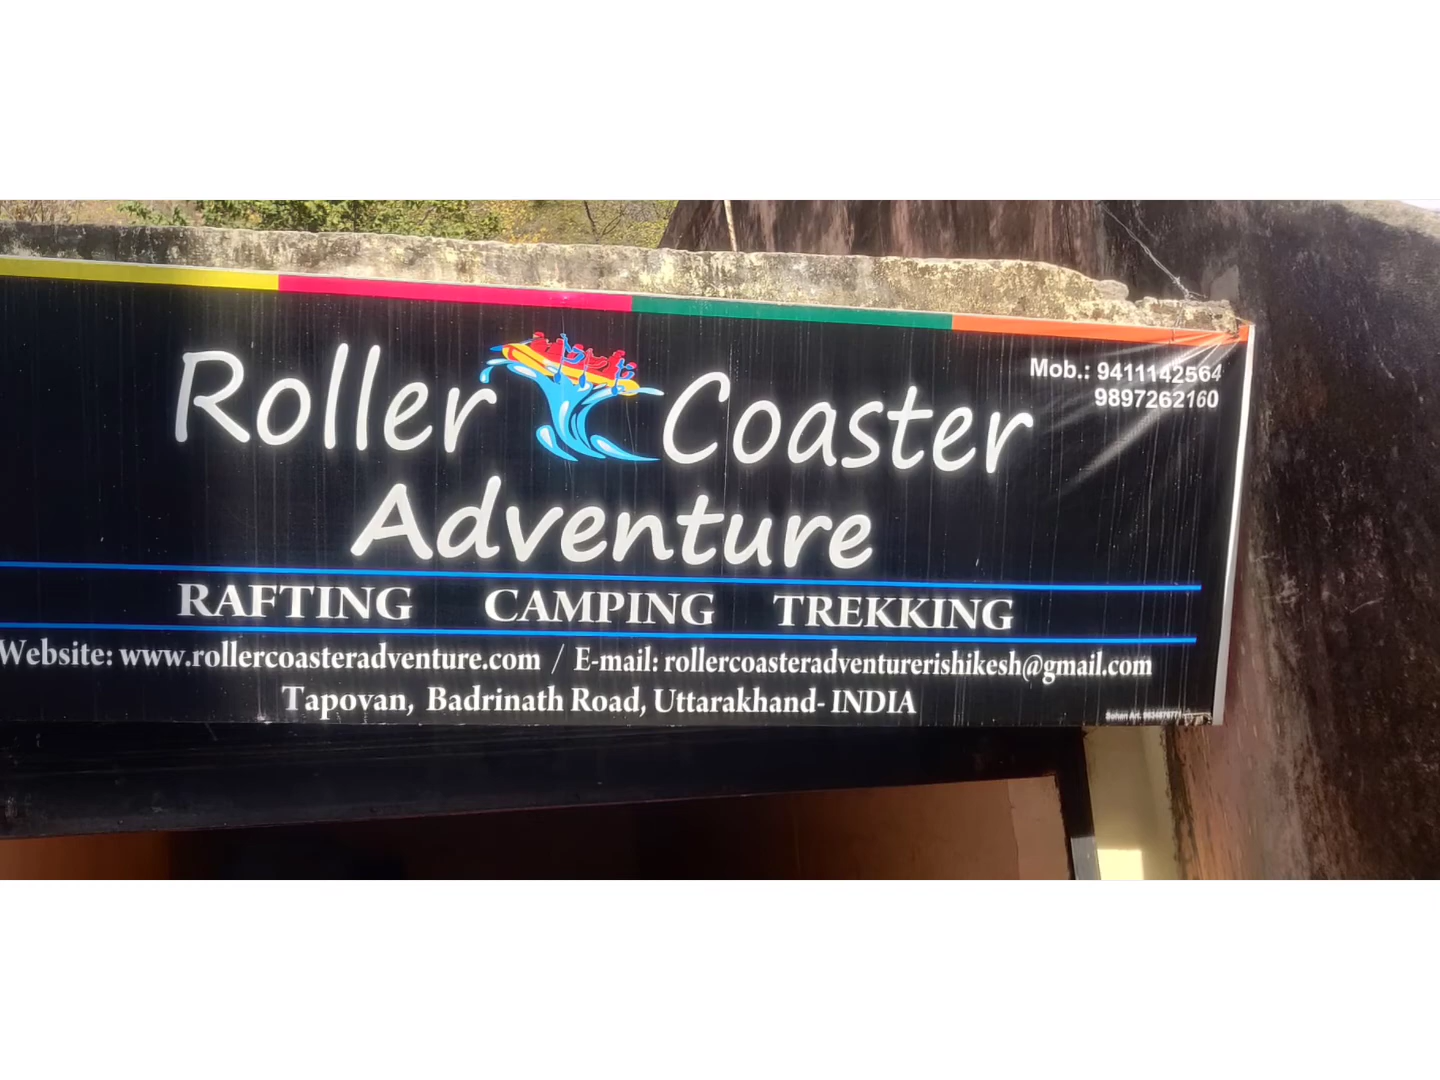 Roller Coaster
Mob.: 9411142564
9897262160
Adventure
RAFTING CAMPING TREKKING
Website: www.rollercoasteradventure.com / E-mail: rollercoasteradventurerishikesh@gmail.com
Tapovan, Badrinath Road, Uttarakhand- INDIA